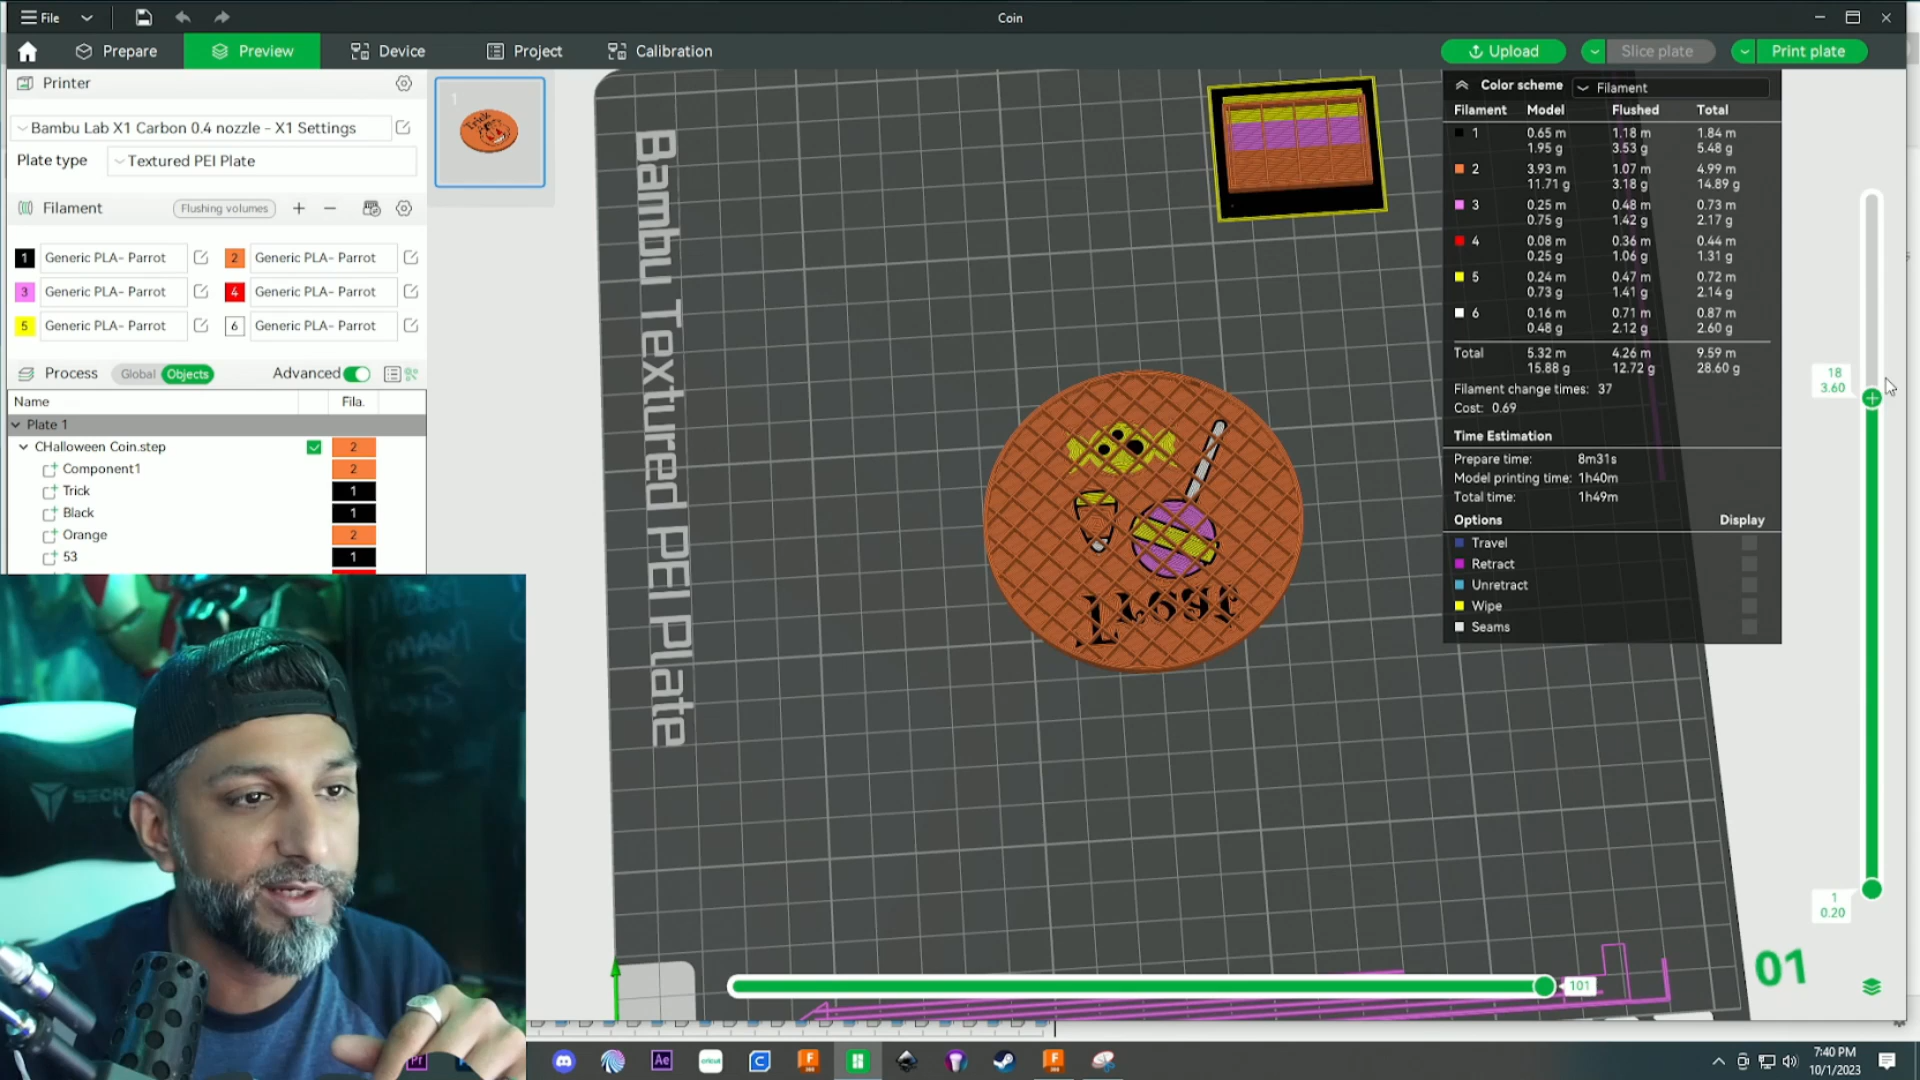 File
Coin
Prepare
Preview
Device
Project
Calibration
Upload
Slice plate
Print plate
Printer
Bambu Lab X1 Carbon 0.4 nozzle - X1 Settings
Plate type
Textured PEI Plate
Filament
Flushing volumes
1 Generic PLA- Parrot
2 Generic PLA- Parrot
3 Generic PLA- Parrot
4 Generic PLA- Parrot
5 Generic PLA- Parrot
6 Generic PLA- Parrot
Process
Global
Objects
Advanced
Name Fila.
Plate 1
CHalloween Coin.step 2
Component1 2
Trick 1
Black 1
Orange 2
53 1
1
Trick
Bambu Textured PEI Plate
Color scheme Filament
Filament Model Flushed Total
1 0.65 m 1.18 m 1.84 m
1.95 g 3.53 g 5.48 g
2 3.93 m 1.07 m 4.99 m
11.71 g 3.18 g 14.89 g
3 0.25 m 0.48 m 0.73 m
0.75 g 1.42 g 2.17 g
4 0.08 m 0.36 m 0.44 m
0.25 g 1.06 g 1.31 g
5 0.24 m 0.47 m 0.72 m
0.73 g 1.41 g 2.14 g
6 0.16 m 0.71 m 0.87 m
0.48 g 2.12 g 2.60 g
Total 5.32 m 4.26 m 9.59 m
15.88 g 12.72 g 28.60 g
Filament change times: 37
Cost: 0.69
Time Estimation
Prepare time: 8m31s
Model printing time: 1h40m
Total time: 1h49m
Options Display
Travel
Retract
Unretract
Wipe
Seams
18
3.60
1
0.20
101
01
Pr
Ae
cricut
7:40 PM
10/1/2023